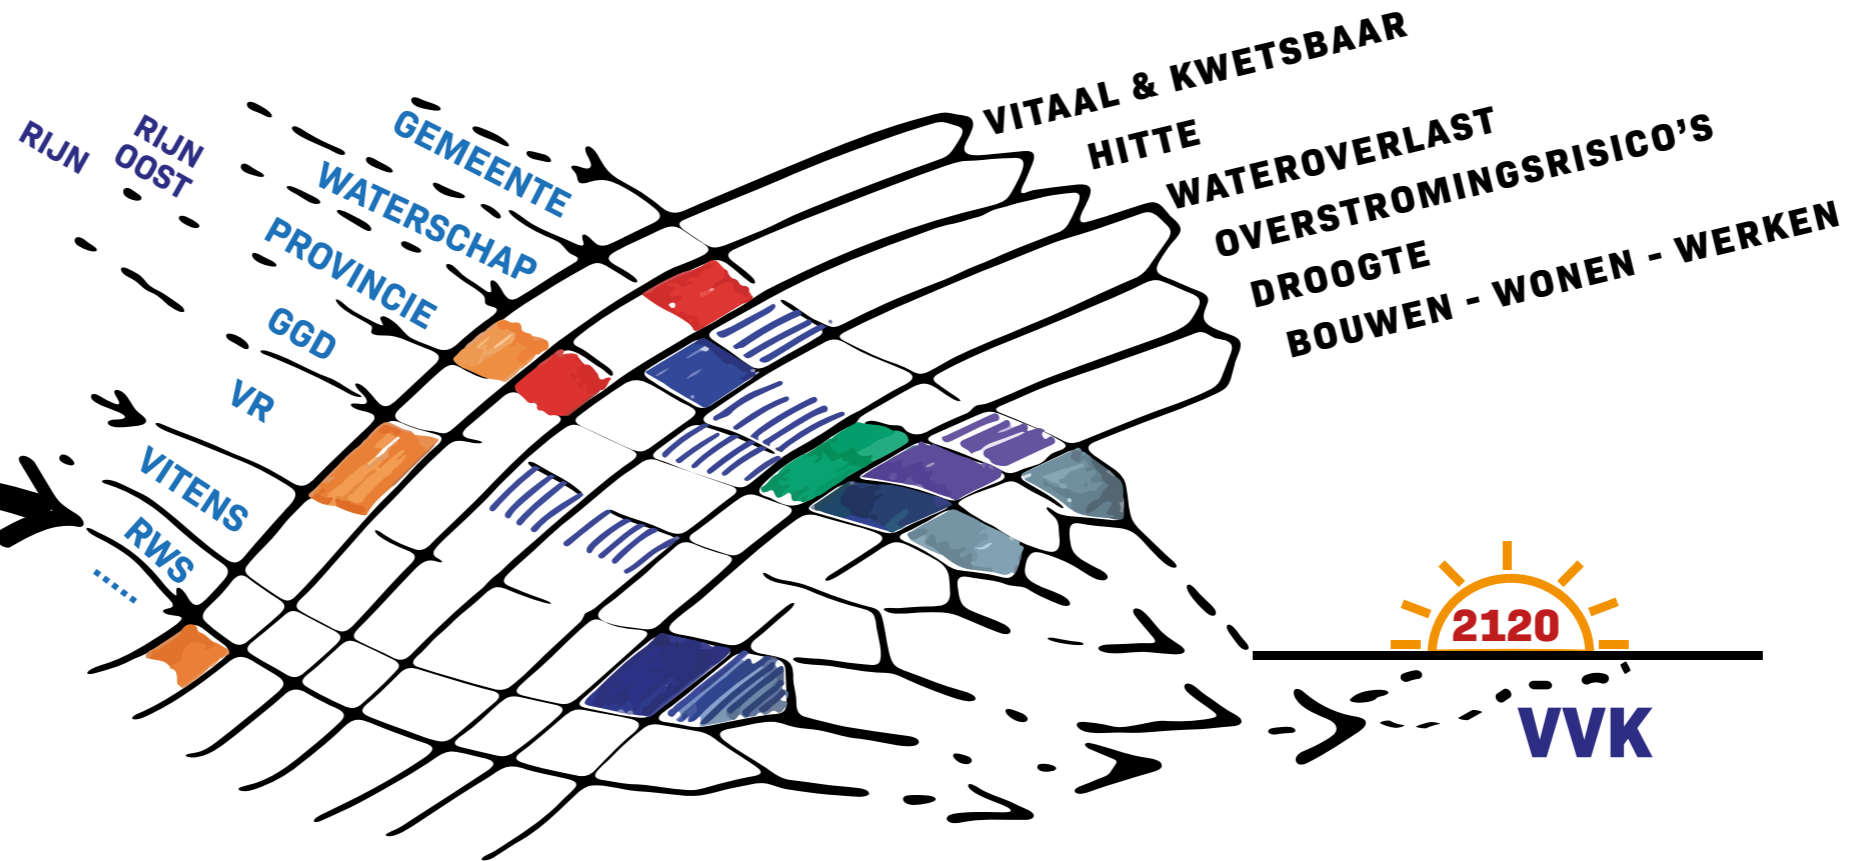 RIJN
RIJN
OOST
GEMEENTE
WATERSCHAP
PROVINCIE
GGD
VR
VITENS
RWS
.....
VITAAL & KWETSBAAR
HITTE
WATEROVERLAST
OVERSTROMINGSRISICO'S
DROOGTE
BOUWEN - WONEN - WERKEN
2120
VVK